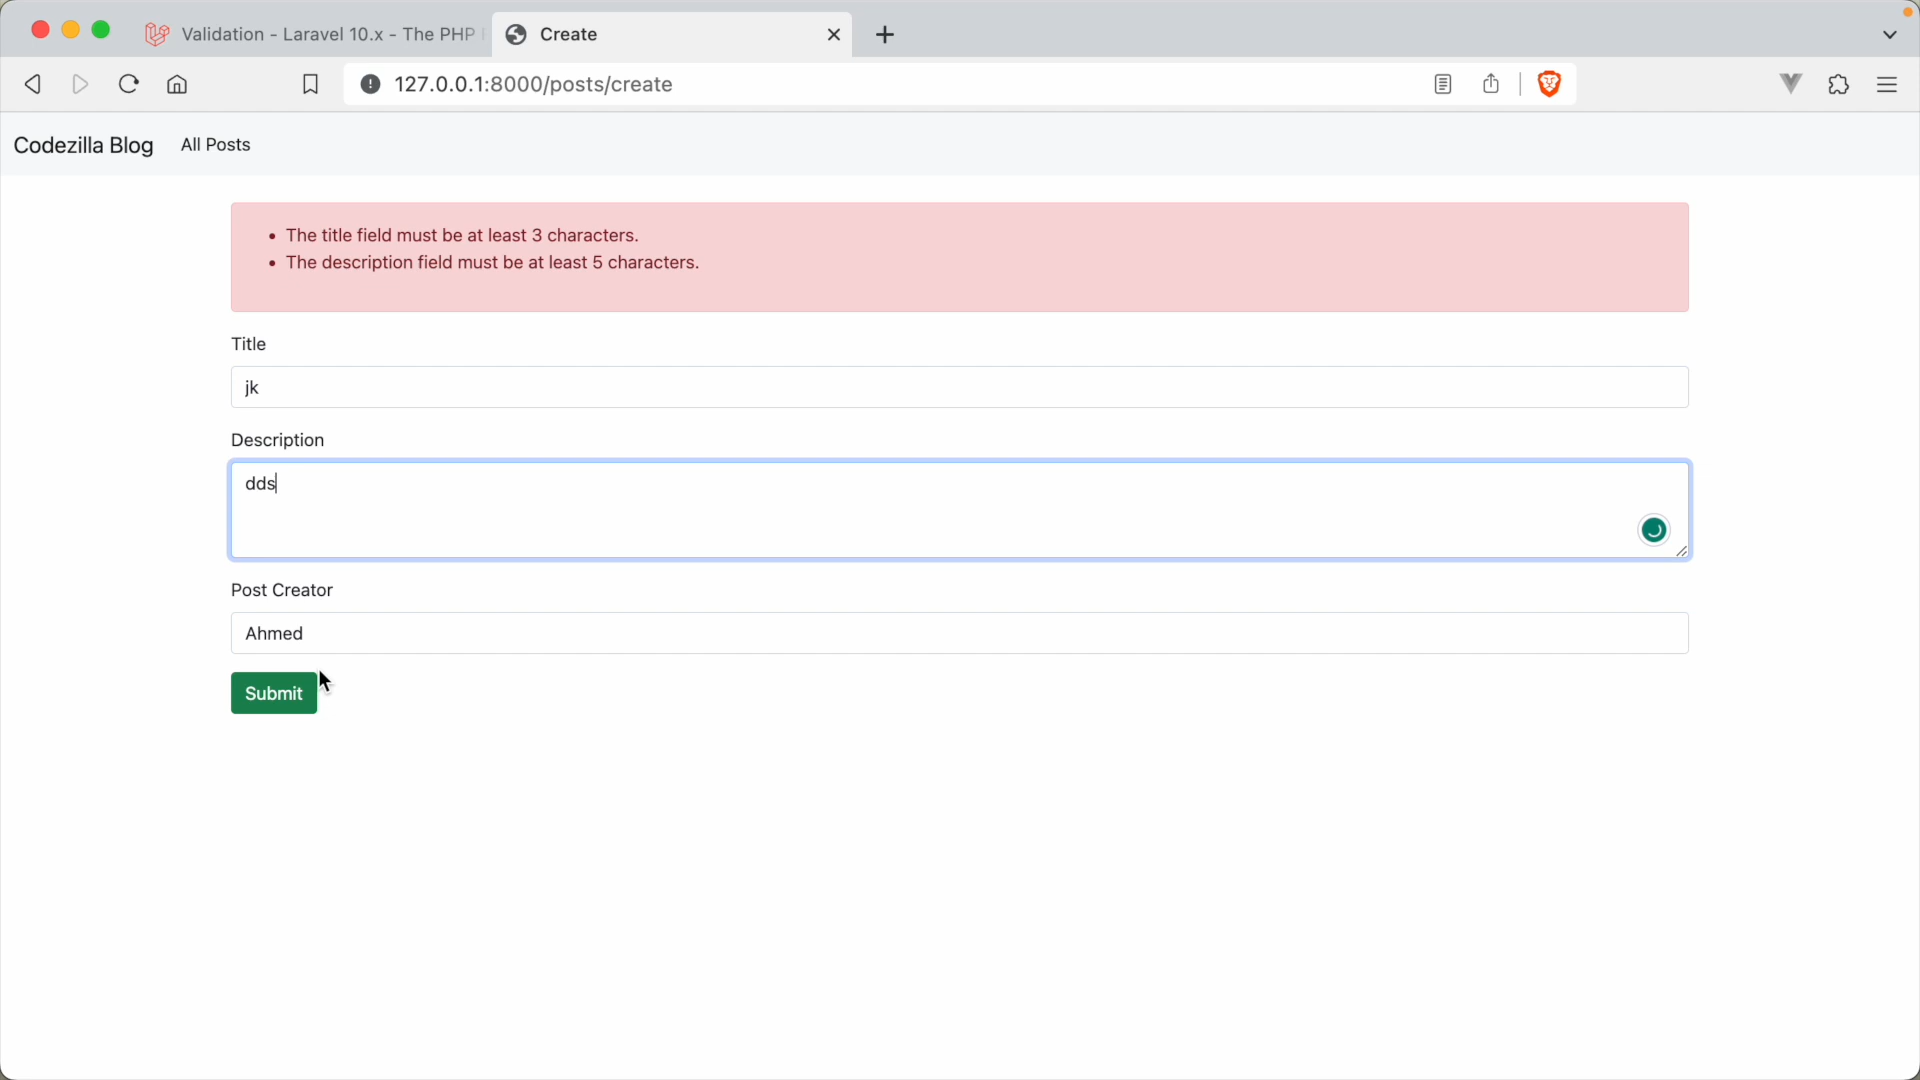 Validation - Laravel 10.x - The PHP
Create
127.0.0.1:8000/posts/create
Codezilla Blog
All Posts
The title field must be at least 3 characters.
The description field must be at least 5 characters.
Title
jk
Description
dds
Post Creator
Ahmed
Submit